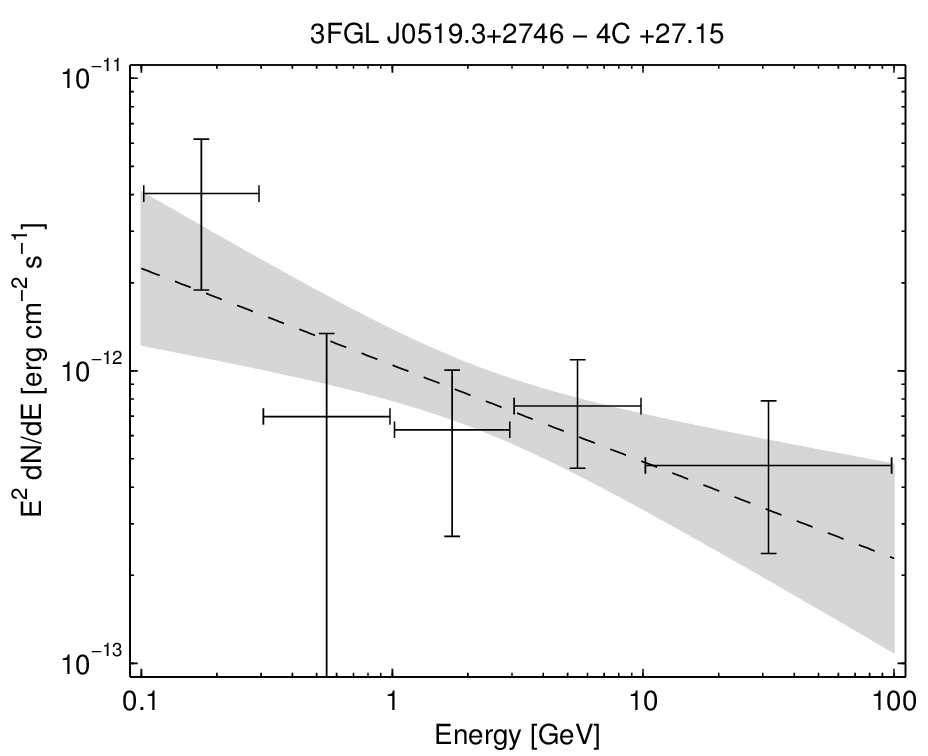 3FGL J0519.3+2746 − 4C +27.15
10⁻¹¹
10⁻¹²
10⁻¹³
E² dN/dE [erg cm⁻² s⁻¹]
0.1 1 10 100
Energy [GeV]